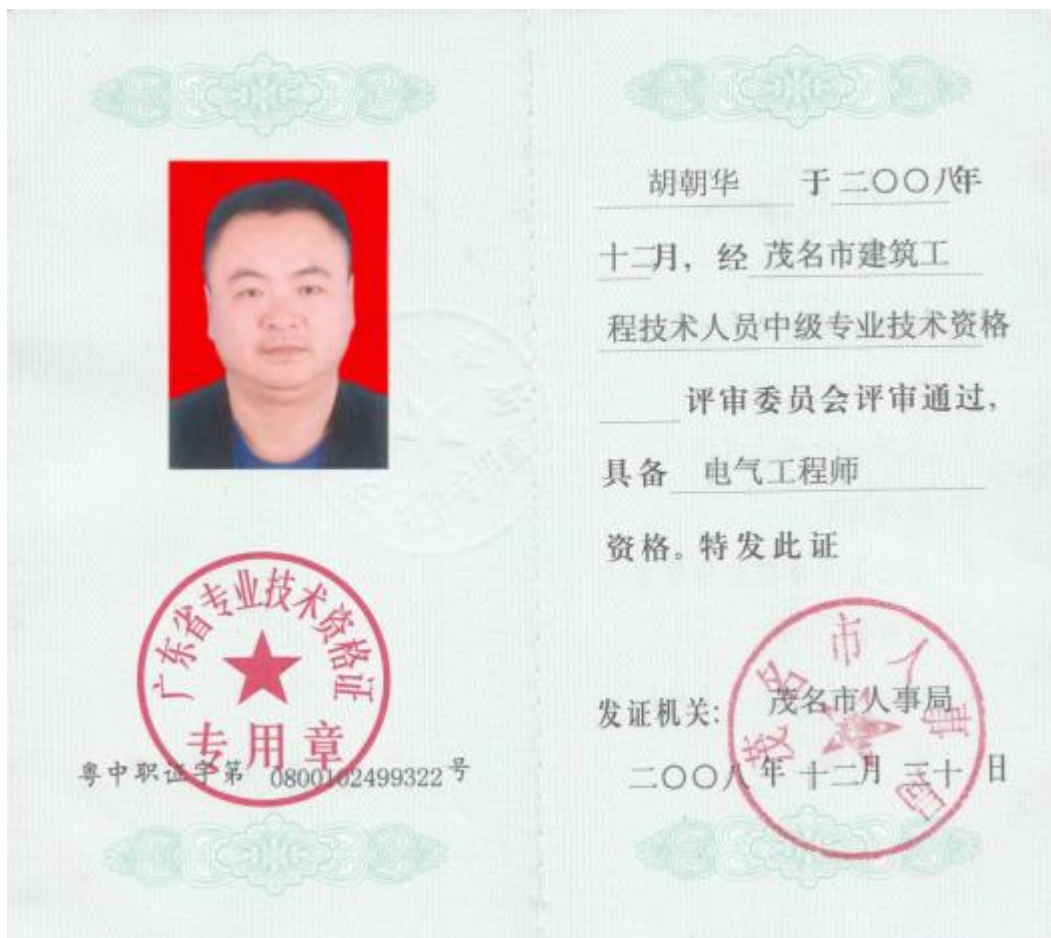 广东省专业技术资格证
专用章
粤中职证字第 0800102499322 号
胡朝华 于二〇〇八年
十二月，经 茂名市建筑工
程技术人员中级专业技术资格
评审委员会评审通过，
具备 电气工程师
资格。特发此证
茂名市人事局
发证机关：茂名市人事局
二〇〇八年 十二月 三十 日